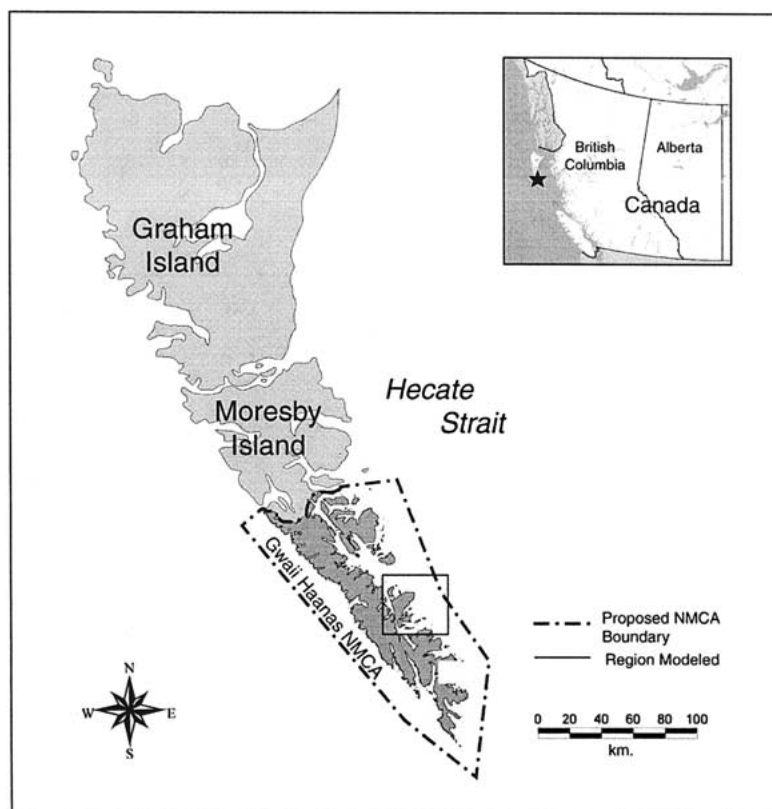 British
Columbia
Alberta
Canada
Graham
Island
Hecate
Strait
Moresby
Island
Gwaii Haanas NMCA
Proposed NMCA
Boundary
Region Modeled
N
W E
S
0 20 40 60 80 100
km.